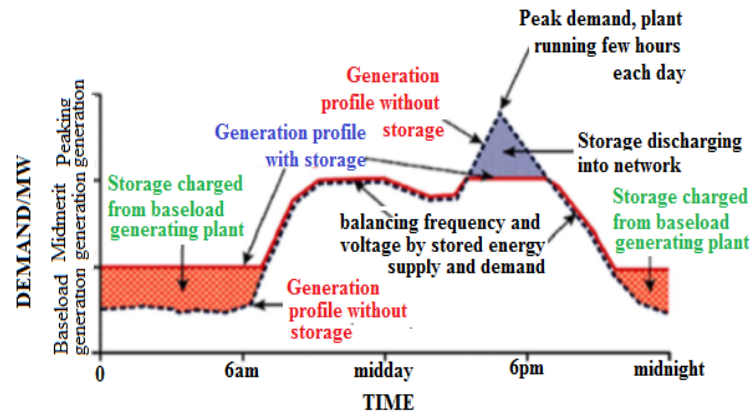 Peak demand, plant
running few hours
each day
Generation
profile without
storage
Generation profile
with storage
Storage discharging
into network
Storage charged
from baseload
generating plant
balancing frequency and
voltage by stored energy
supply and demand
Storage charged
from baseload
generating plant
Generation
profile without
storage
DEMAND/MW
Peaking
generation
Midmerit
generation
Baseload
generation
0
6am
midday
6pm
midnight
TIME